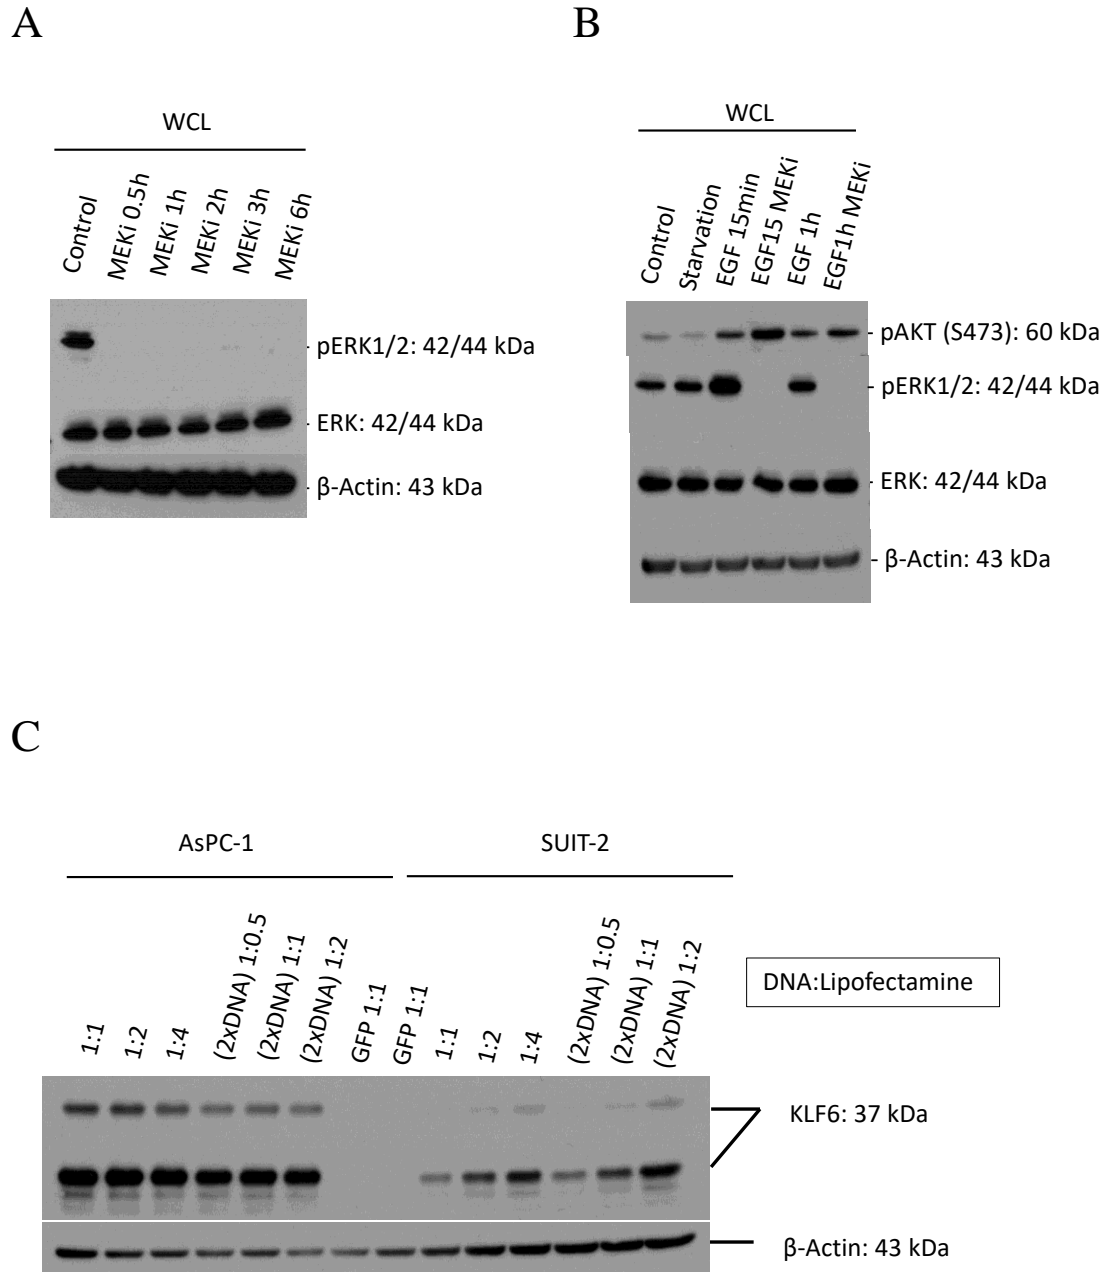 A
WCL
Control
MEKi 0.5h
MEKi 1h
MEKi 2h
MEKi 3h
MEKi 6h
- pERK1/2: 42/44 kDa
- ERK: 42/44 kDa
- β-Actin: 43 kDa
B
WCL
Control
Starvation
EGF 15min
EGF15 MEKi
EGF 1h
EGF1h MEKi
- pAKT (S473): 60 kDa
- pERK1/2: 42/44 kDa
- ERK: 42/44 kDa
- β-Actin: 43 kDa
C
AsPC-1
SUIT-2
1:1
1:2
1:4
(2xDNA) 1:0.5
(2xDNA) 1:1
(2xDNA) 1:2
GFP 1:1
GFP 1:1
1:1
1:2
1:4
(2xDNA) 1:0.5
(2xDNA) 1:1
(2xDNA) 1:2
DNA:Lipofectamine
KLF6: 37 kDa
β-Actin: 43 kDa